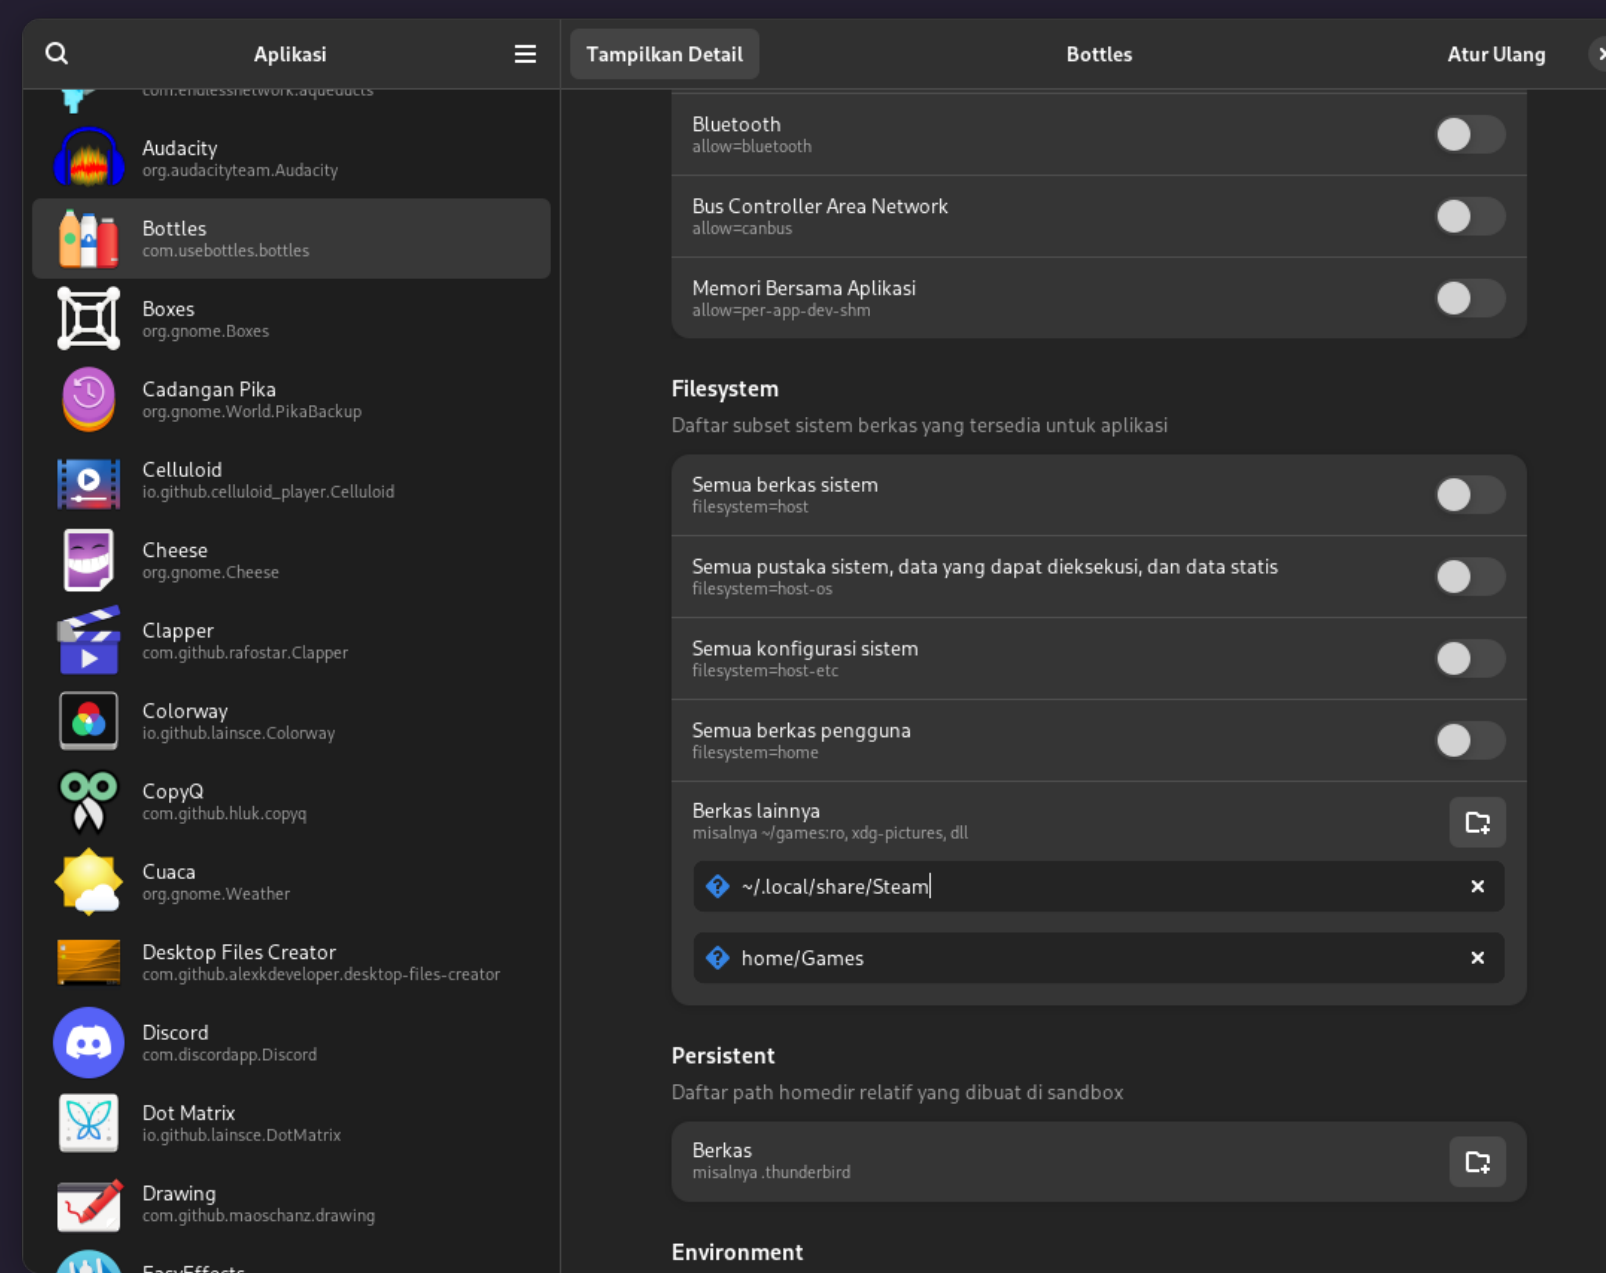 Aplikasi
com.endlessnetwork.aqueducts
Audacity
org.audacityteam.Audacity
Bottles
com.usebottles.bottles
Boxes
org.gnome.Boxes
Cadangan Pika
org.gnome.World.PikaBackup
Celluloid
io.github.celluloid_player.Celluloid
Cheese
org.gnome.Cheese
Clapper
com.github.rafostar.Clapper
Colorway
io.github.lainsce.Colorway
CopyQ
com.github.hluk.copyq
Cuaca
org.gnome.Weather
Desktop Files Creator
com.github.alexkdeveloper.desktop-files-creator
Discord
com.discordapp.Discord
Dot Matrix
io.github.lainsce.DotMatrix
Drawing
com.github.maoschanz.drawing
EasyEffects
Tampilkan Detail
Bottles
Atur Ulang
Bluetooth
allow=bluetooth
Bus Controller Area Network
allow=canbus
Memori Bersama Aplikasi
allow=per-app-dev-shm
Filesystem
Daftar subset sistem berkas yang tersedia untuk aplikasi
Semua berkas sistem
filesystem=host
Semua pustaka sistem, data yang dapat dieksekusi, dan data statis
filesystem=host-os
Semua konfigurasi sistem
filesystem=host-etc
Semua berkas pengguna
filesystem=home
Berkas lainnya
misalnya ~/games:ro, xdg-pictures, dll
~/.local/share/Steam
home/Games
Persistent
Daftar path homedir relatif yang dibuat di sandbox
Berkas
misalnya .thunderbird
Environment